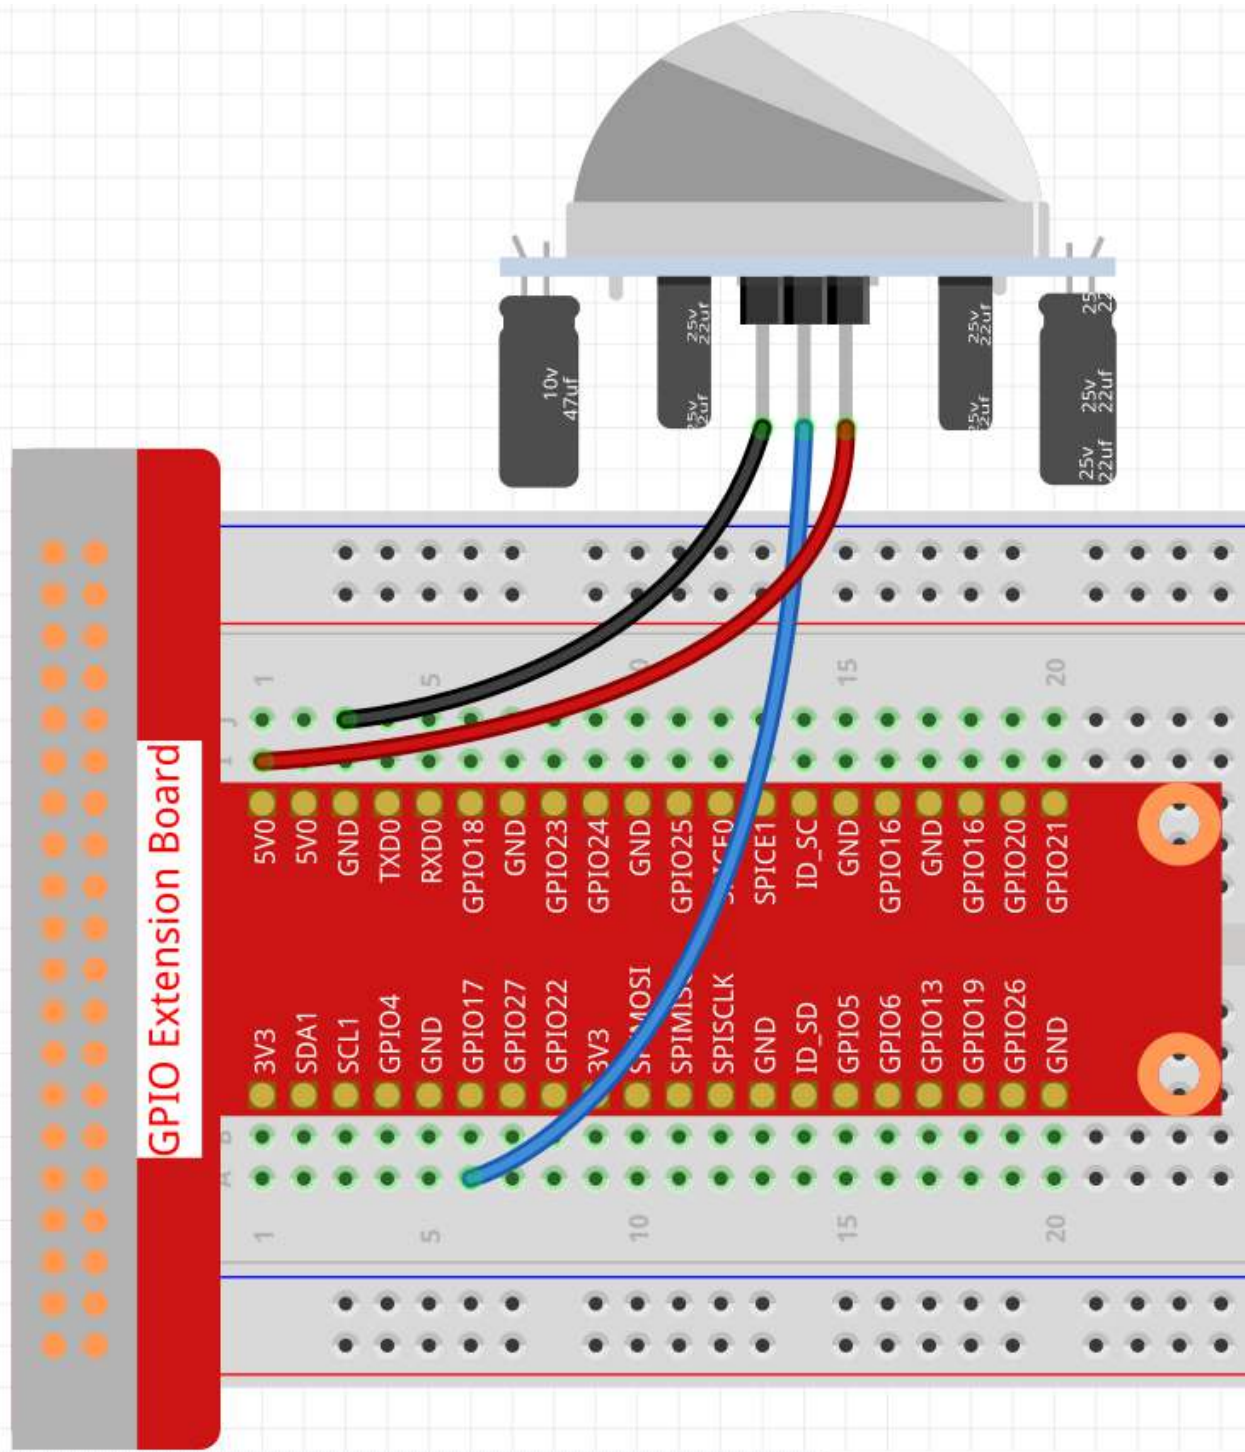 10v
47uf
25v
22uf
25v
22uf
25v
22uf
25v
22uf
GPIO Extension Board
1
5
15
20
J
5V0
5V0
GND
TXD0
RXD0
GPIO18
GND
GPIO23
GPIO24
GND
GPIO25
SPICE1
ID_SC
GND
GPIO16
GND
GPIO16
GPIO20
GPIO21
3V3
SDA1
SCL1
GPIO4
GND
GPIO17
GPIO27
GPIO22
3V3
SPISCLK
GND
ID_SD
GPIO5
GPIO6
GPIO13
GPIO19
GPIO26
GND
B
A
1
5
10
15
20